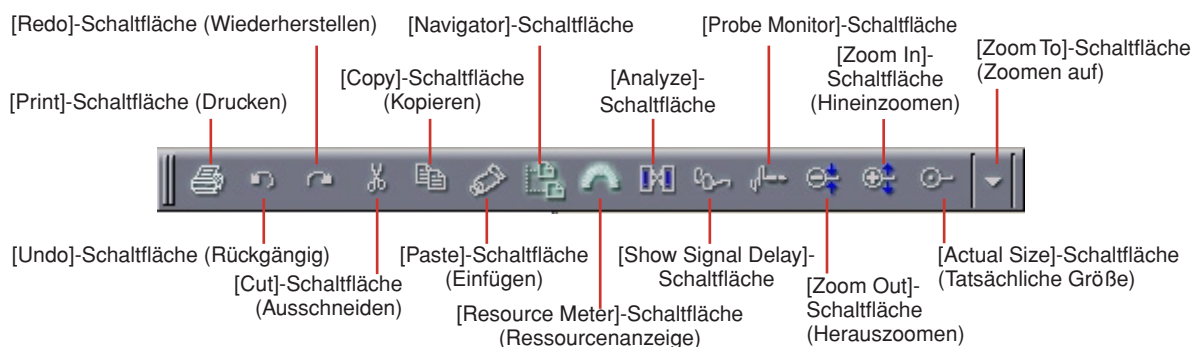 [Redo]-Schaltfläche (Wiederherstellen)
[Navigator]-Schaltfläche
[Probe Monitor]-Schaltfläche
[Print]-Schaltfläche (Drucken)
[Copy]-Schaltfläche
(Kopieren)
[Analyze]-
Schaltfläche
[Zoom In]-
Schaltfläche
(Hineinzoomen)
[Zoom To]-Schaltfläche
(Zoomen auf)
[Undo]-Schaltfläche (Rückgängig)
[Cut]-Schaltfläche
(Ausschneiden)
[Paste]-Schaltfläche
(Einfügen)
[Resource Meter]-Schaltfläche
(Ressourcenanzeige)
[Show Signal Delay]-
Schaltfläche
[Zoom Out]-
Schaltfläche
(Herauszoomen)
[Actual Size]-Schaltfläche
(Tatsächliche Größe)